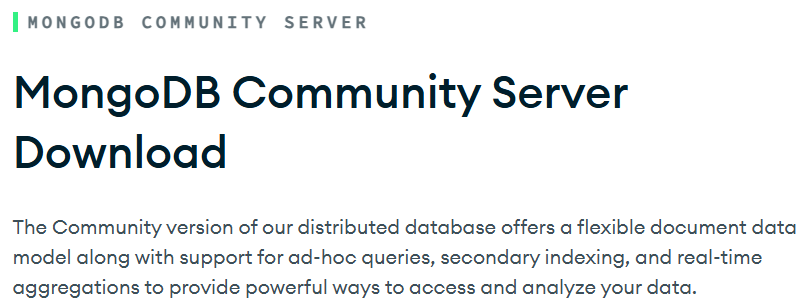 MONGODB COMMUNITY SERVER
MongoDB Community Server
Download
The Community version of our distributed database offers a flexible document data
model along with support for ad-hoc queries, secondary indexing, and real-time
aggregations to provide powerful ways to access and analyze your data.